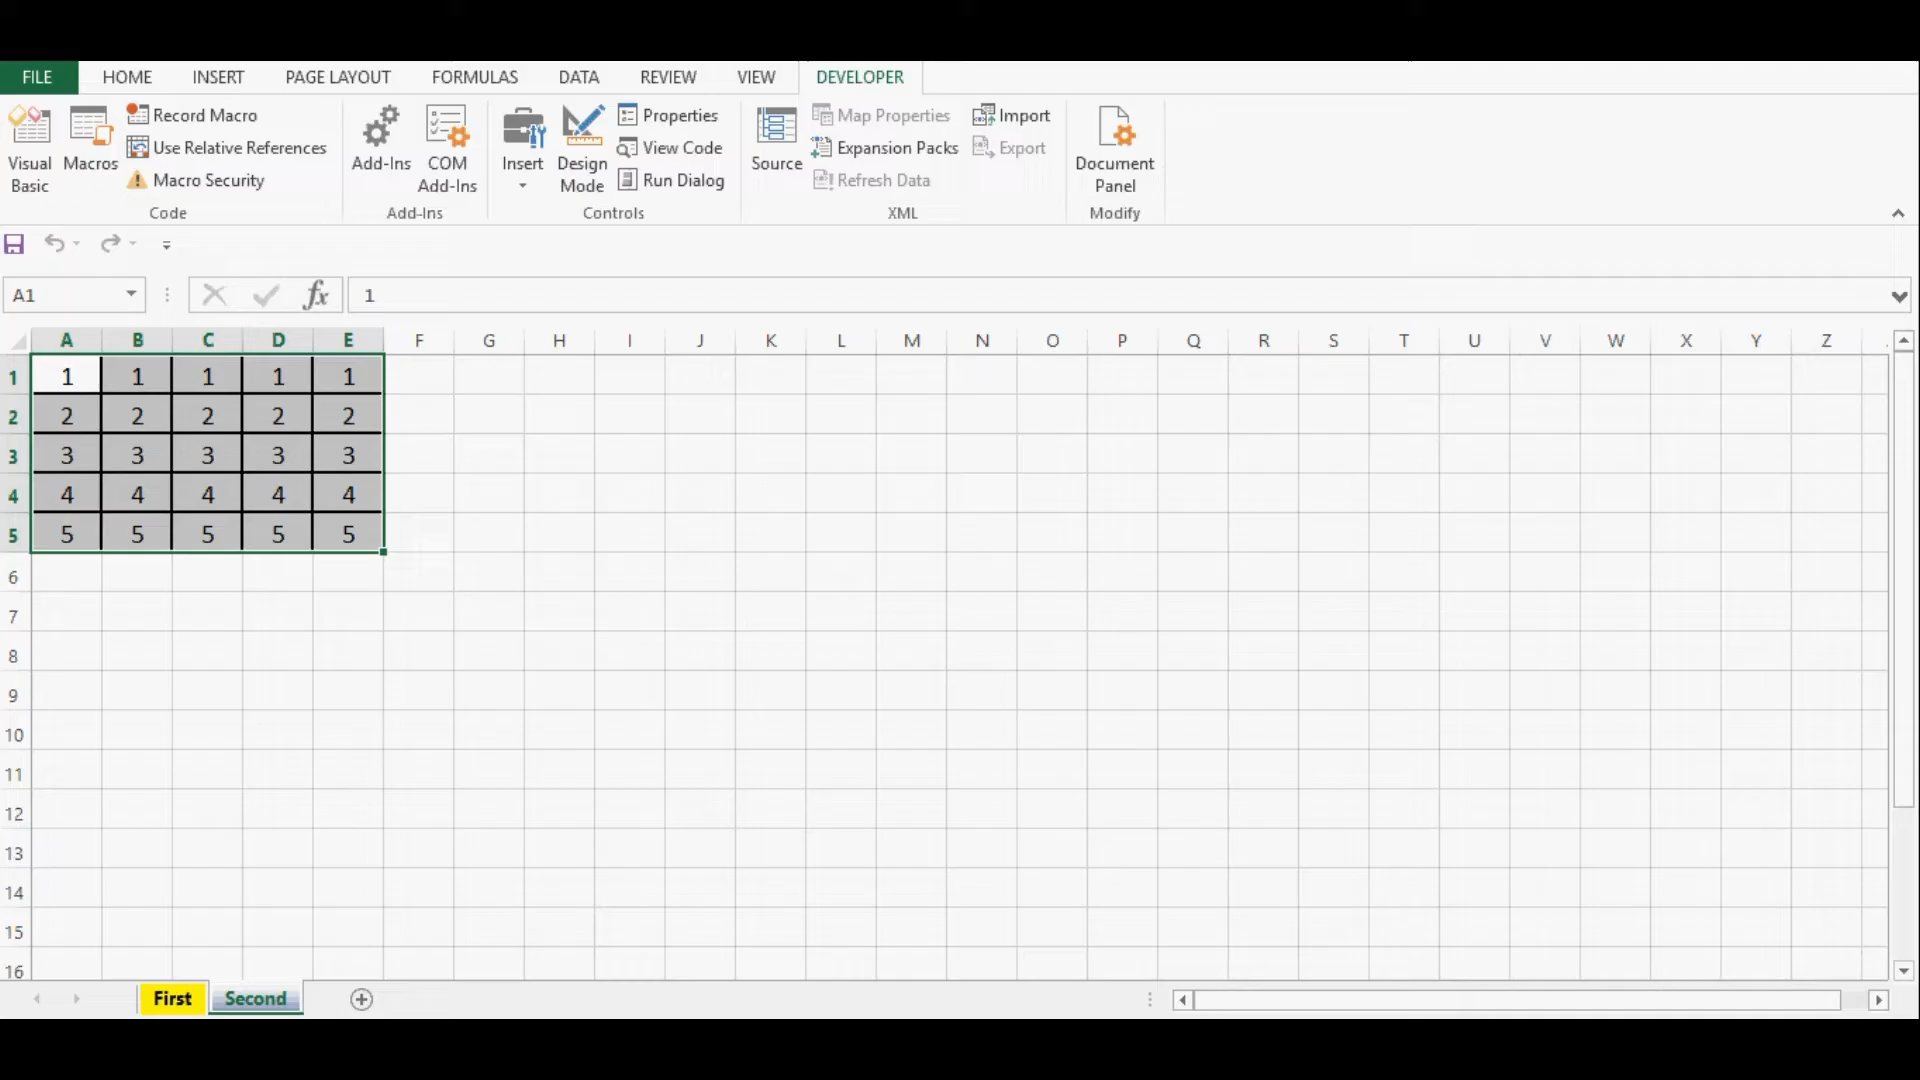 FILE HOME INSERT PAGE LAYOUT FORMULAS DATA REVIEW VIEW DEVELOPER
Visual Basic
Macros
Record Macro
Use Relative References
Macro Security
Code
Add-Ins
COM Add-Ins
Add-Ins
Insert
Design Mode
Properties
View Code
Run Dialog
Controls
Source
Map Properties
Expansion Packs
Refresh Data
Import
Export
XML
Document Panel
Modify
A1 fx 1
A B C D E F G H I J K L M N O P Q R S T U V W X Y Z
1 1 1 1 1 1
2 2 2 2 2 2
3 3 3 3 3 3
4 4 4 4 4 4
5 5 5 5 5 5
6
7
8
9
10
11
12
13
14
15
16
First Second